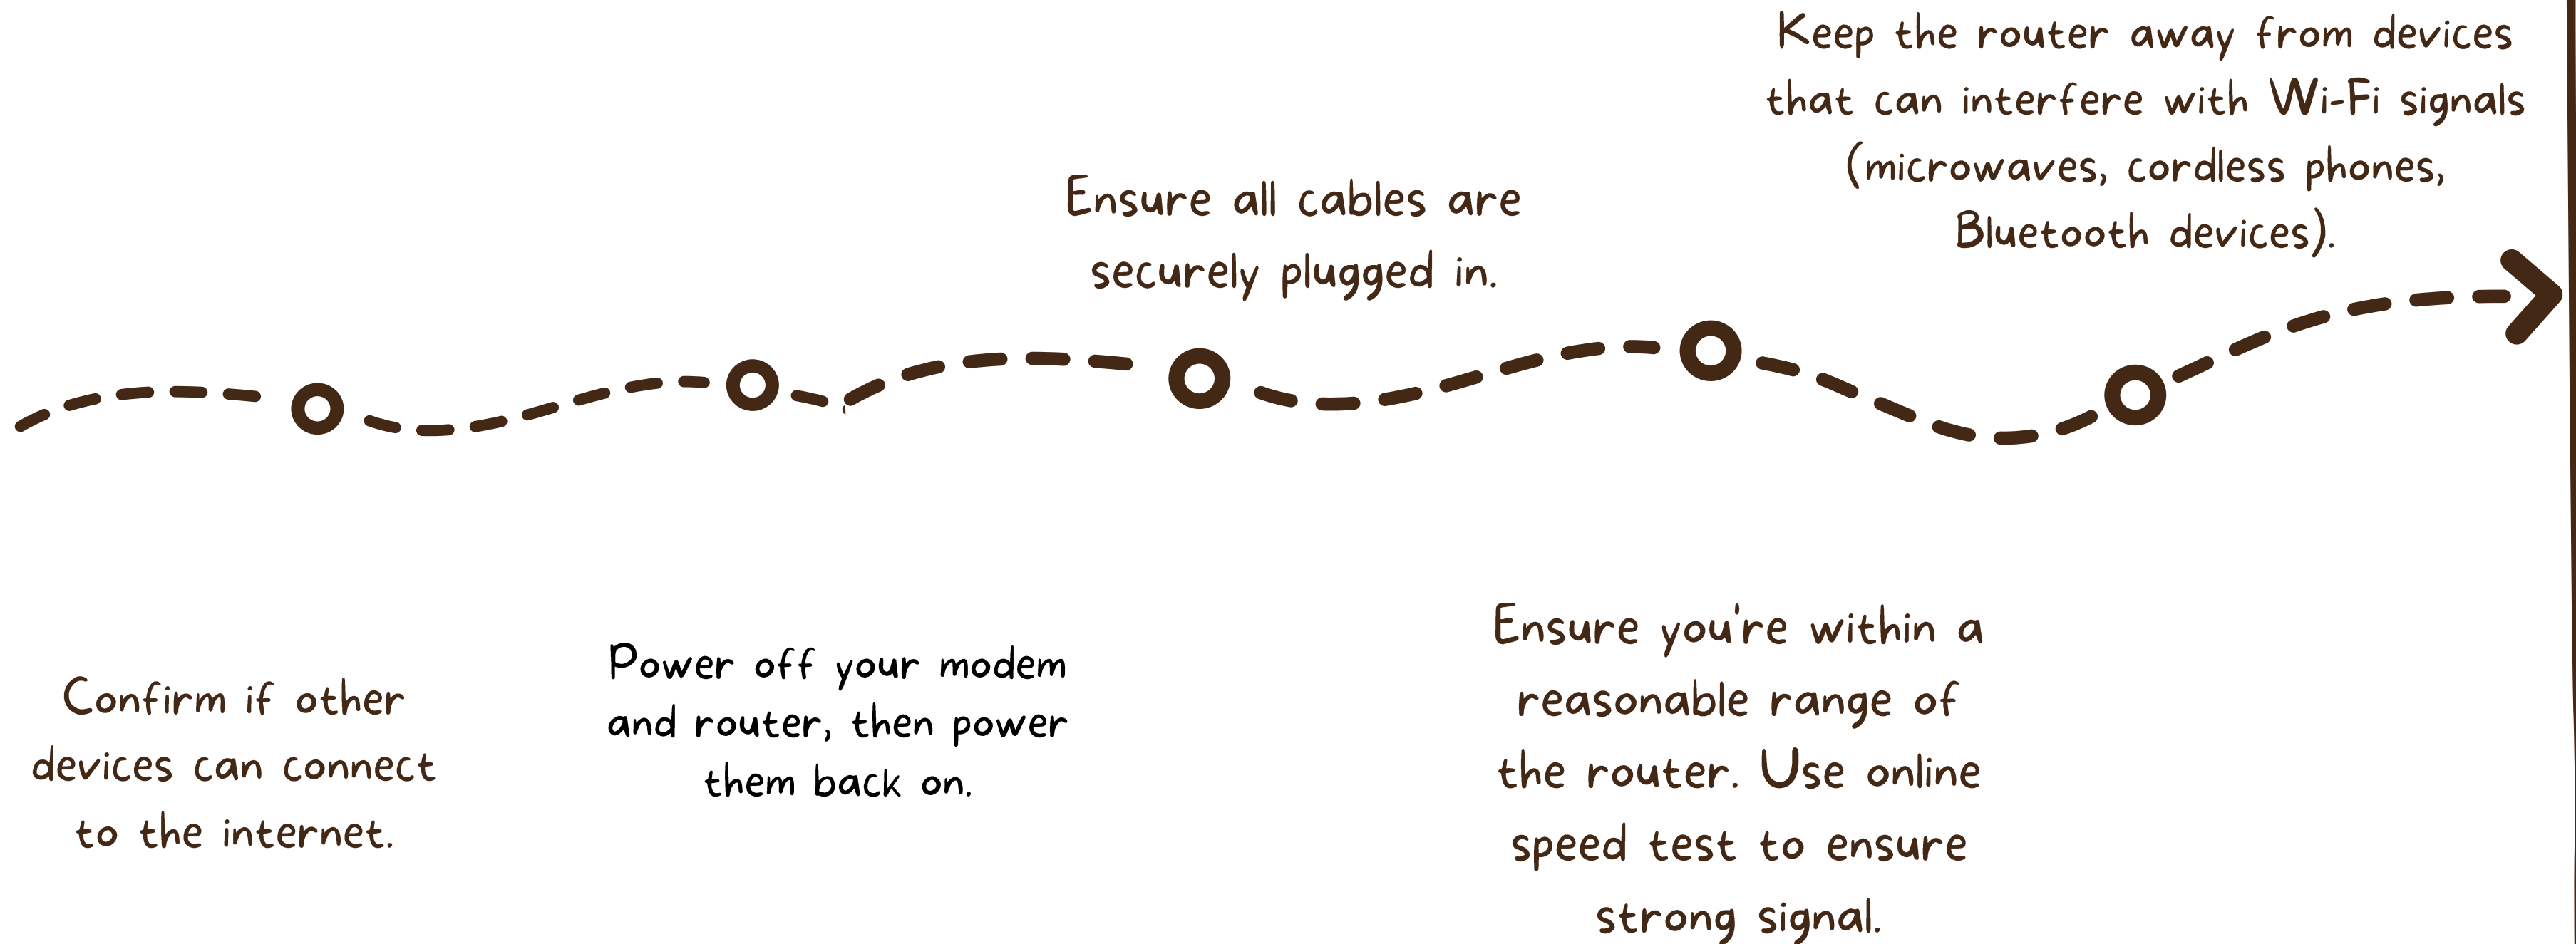 Confirm if other
devices can connect
to the internet.
Power off your modem
and router, then power
them back on.
Ensure all cables are
securely plugged in.
Ensure you're within a
reasonable range of
the router. Use online
speed test to ensure
strong signal.
Keep the router away from devices
that can interfere with Wi-Fi signals
(microwaves, cordless phones,
Bluetooth devices).